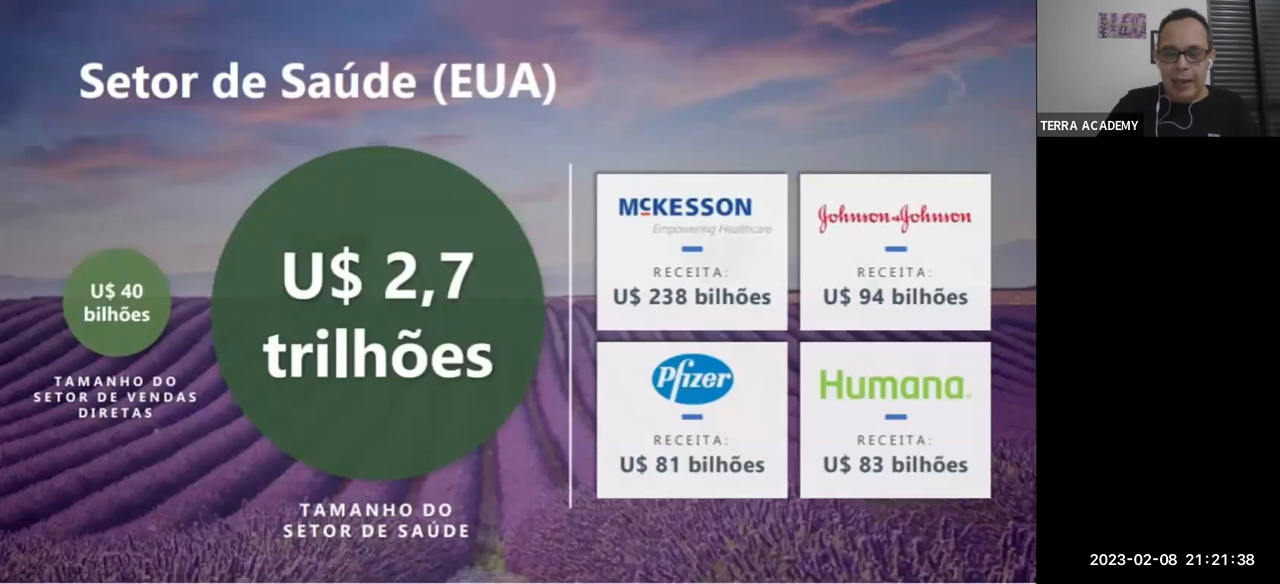 Setor de Saúde (EUA)
U$ 40
bilhões
TAMANHO DO
SETOR DE VENDAS
DIRETAS
U$ 2,7
trilhões
TAMANHO DO
SETOR DE SAÚDE
McKESSON
Empowering Healthcare
RECEITA:
U$ 238 bilhões
Johnson&Johnson
RECEITA:
U$ 94 bilhões
Pfizer
RECEITA:
U$ 81 bilhões
Humana.
RECEITA:
U$ 83 bilhões
TERRA ACADEMY
2023-02-08 21:21:38